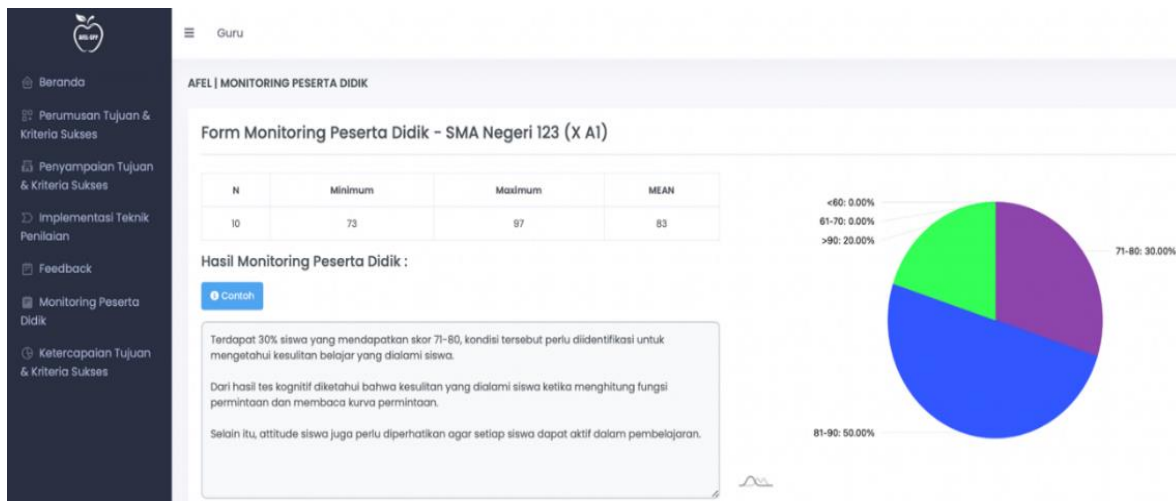 AFEL APP
Guru
Beranda
Perumusan Tujuan &
Kriteria Sukses
Penyampaian Tujuan
& Kriteria Sukses
Implementasi Teknik
Penilaian
Feedback
Monitoring Peserta
Didik
Ketercapaian Tujuan
& Kriteria Sukses
AFEL | MONITORING PESERTA DIDIK
Form Monitoring Peserta Didik - SMA Negeri 123 (X A1)
N Minimum Maximum MEAN
10 73 97 83
Hasil Monitoring Peserta Didik :
Contoh
Terdapat 30% siswa yang mendapatkan skor 71-80, kondisi tersebut perlu diidentifikasi untuk
mengetahui kesulitan belajar yang dialami siswa.
Dari hasil tes kognitif diketahui bahwa kesulitan yang dialami siswa ketika menghitung fungsi
permintaan dan membaca kurva permintaan.
Selain itu, attitude siswa juga perlu diperhatikan agar setiap siswa dapat aktif dalam pembelajaran.
<60: 0.00%
61-70: 0.00%
>90: 20.00%
71-80: 30.00%
81-90: 50.00%